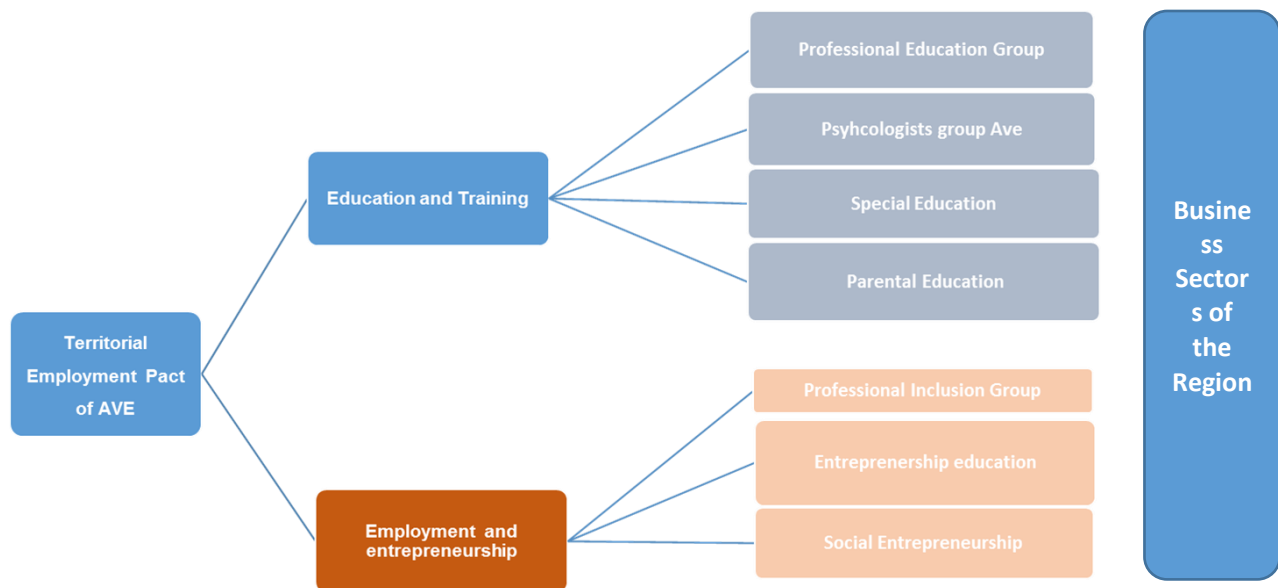 Territorial
Employment Pact
of AVE
Education and Training
Employment and
entrepreneurship
Professional Education Group
Psyhcologists group Ave
Special Education
Parental Education
Professional Inclusion Group
Entreprenership education
Social Entrepreneurship
Busine
ss
Sector
s of
the
Region